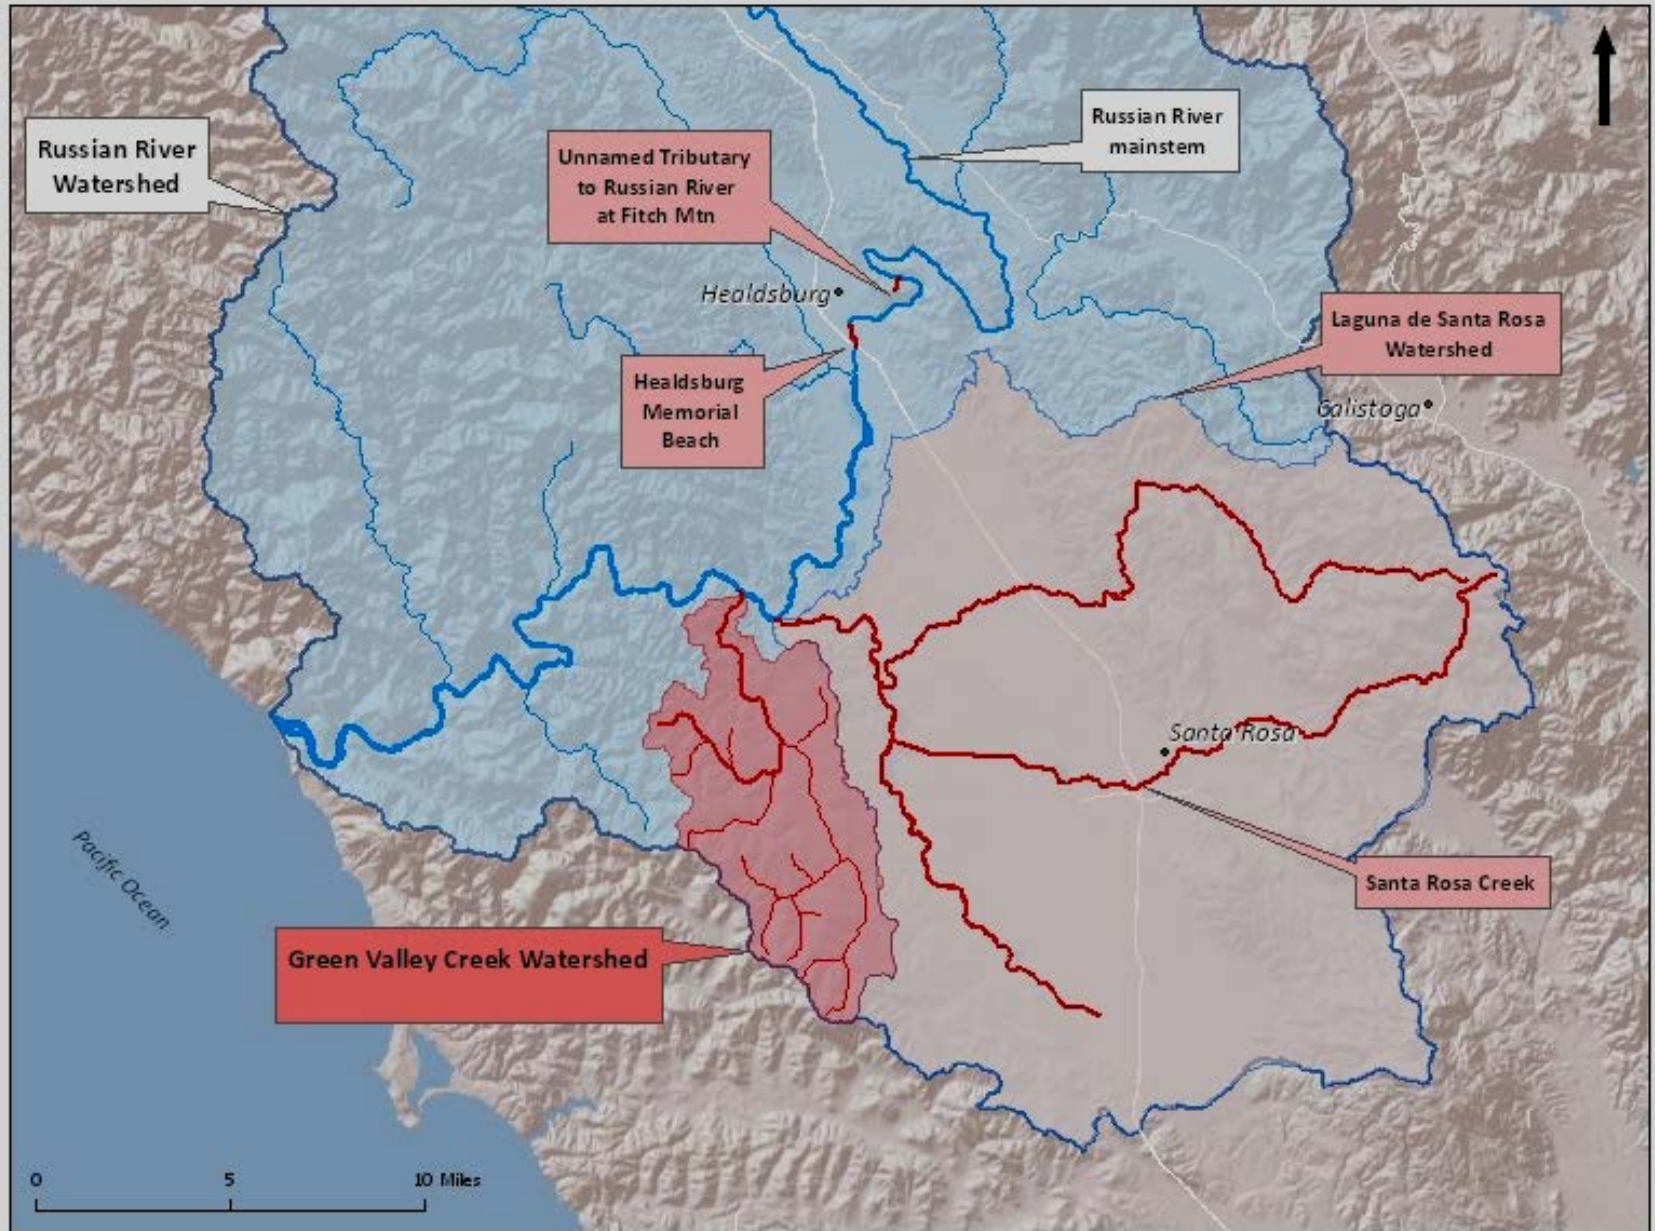 Russian River
Watershed
Unnamed Tributary
to Russian River
at Fitch Mtn
Russian River
mainstem
Healdsburg
Laguna de Santa Rosa
Watershed
Healdsburg
Memorial
Beach
Calistoga
Santa Rosa
Pacific Ocean
Santa Rosa Creek
Green Valley Creek Watershed
0 5 10 Miles